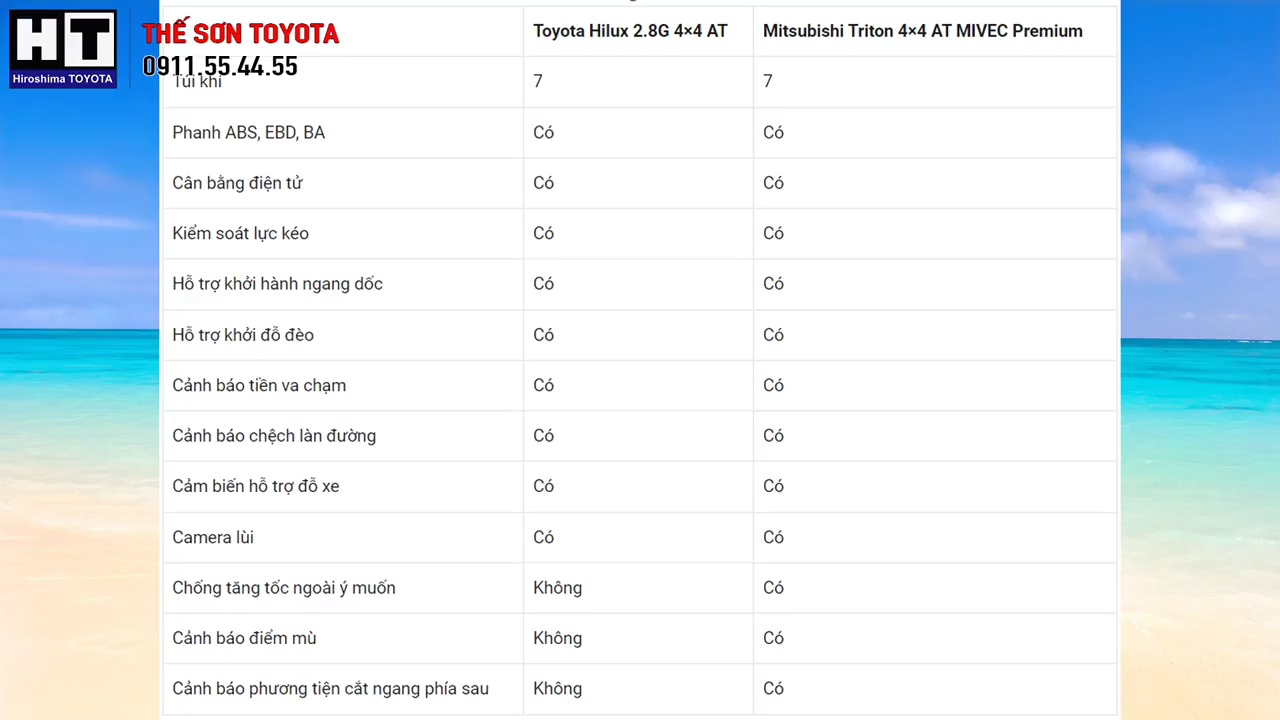 HT
Hiroshima TOYOTA
THẾ SƠN TOYOTA
0911.55.44.55
Toyota Hilux 2.8G 4×4 AT Mitsubishi Triton 4×4 AT MIVEC Premium
Túi khí 7 7
Phanh ABS, EBD, BA Có Có
Cân bằng điện tử Có Có
Kiểm soát lực kéo Có Có
Hỗ trợ khởi hành ngang dốc Có Có
Hỗ trợ khởi đỗ đèo Có Có
Cảnh báo tiền va chạm Có Có
Cảnh báo chệch làn đường Có Có
Cảm biến hỗ trợ đỗ xe Có Có
Camera lùi Có Có
Chống tăng tốc ngoài ý muốn Không Có
Cảnh báo điểm mù Không Có
Cảnh báo phương tiện cắt ngang phía sau Không Có